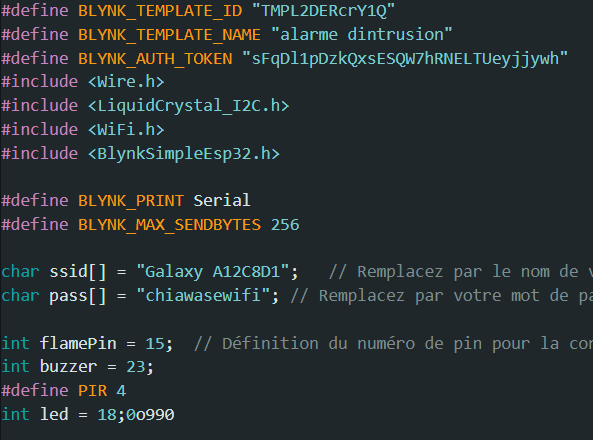 #define BLYNK_TEMPLATE_ID "TMPL2DERcrY1Q"
#define BLYNK_TEMPLATE_NAME "alarme dintrusion"
#define BLYNK_AUTH_TOKEN "sFqDl1pDzkQxsESQW7hRNELTUeyjjywh"
#include <Wire.h>
#include <LiquidCrystal_I2C.h>
#include <WiFi.h>
#include <BlynkSimpleEsp32.h>
#define BLYNK_PRINT Serial
#define BLYNK_MAX_SENDBYTES 256
char ssid[] = "Galaxy A12C8D1";   // Remplacez par le nom de
char pass[] = "chiawasewifi"; // Remplacez par votre mot de
int flamePin = 15;  // Définition du numéro de pin pour la
int buzzer = 23;
#define PIR 4
int led = 18;0o990